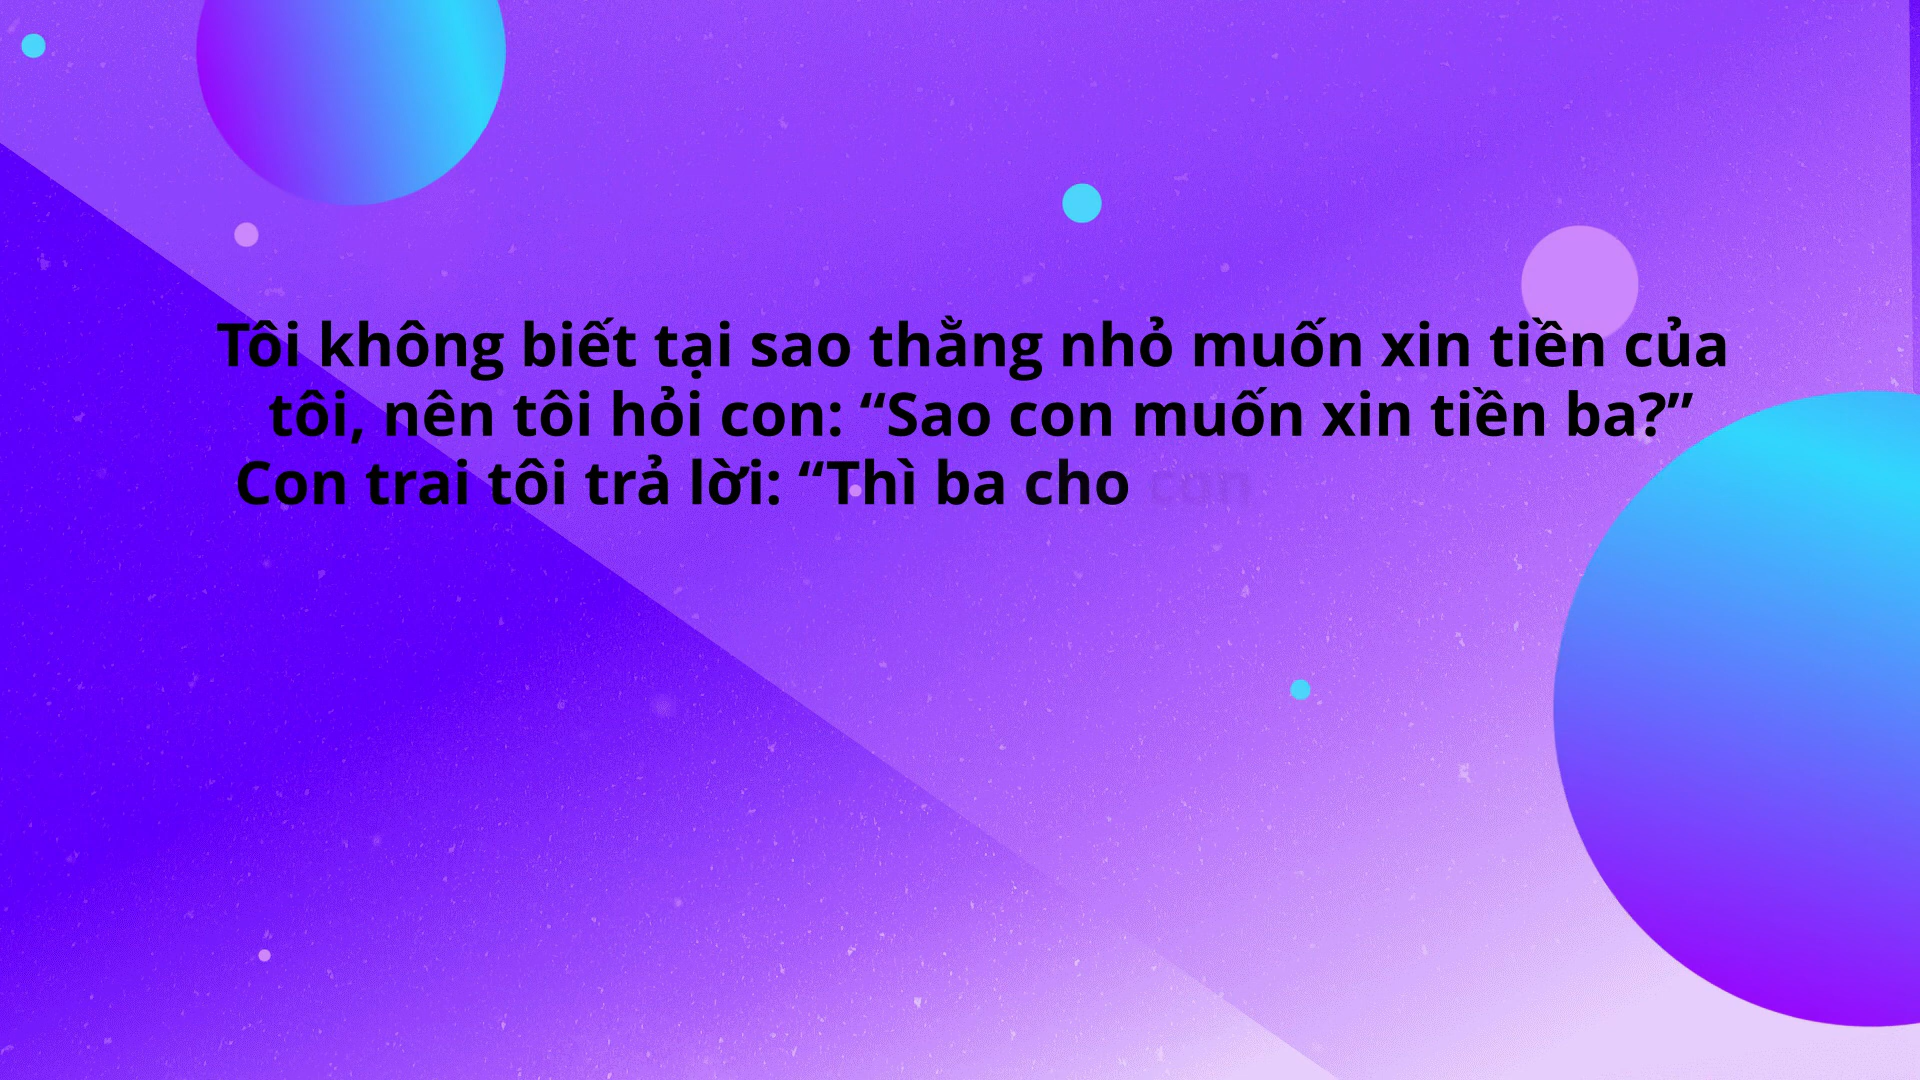 Tôi không biết tại sao thằng nhỏ muốn xin tiền của
tôi, nên tôi hỏi con: “Sao con muốn xin tiền ba?”
Con trai tôi trả lời: “Thì ba cho con